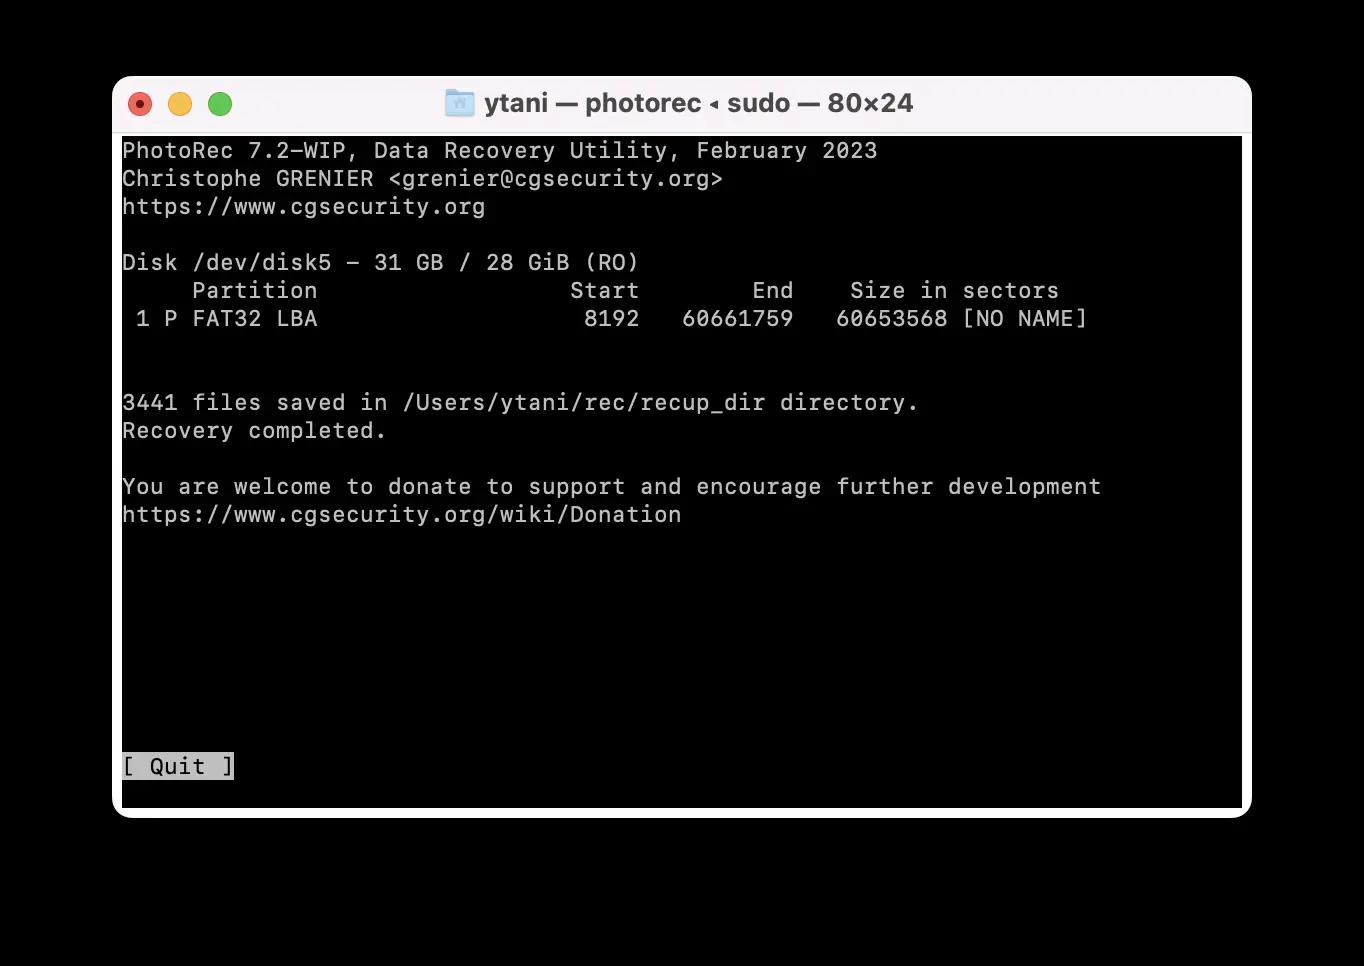 ytani — photorec ◂ sudo — 80×24
PhotoRec 7.2-WIP, Data Recovery Utility, February 2023
Christophe GRENIER <grenier@cgsecurity.org>
https://www.cgsecurity.org
Disk /dev/disk5 - 31 GB / 28 GiB (RO)
Partition Start End Size in sectors
1 P FAT32 LBA 8192 60661759 60653568 [NO NAME]
3441 files saved in /Users/ytani/rec/recup_dir directory.
Recovery completed.
You are welcome to donate to support and encourage further development
https://www.cgsecurity.org/wiki/Donation
[ Quit ]